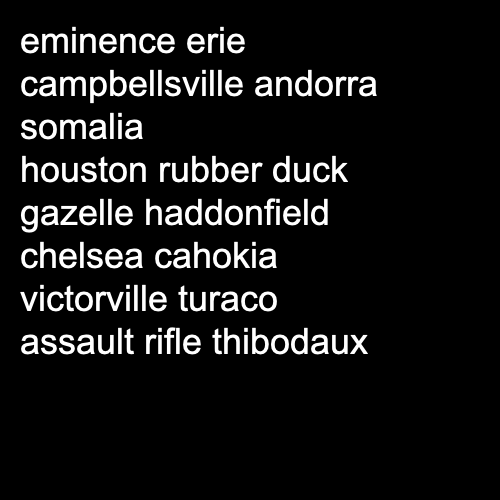 eminence erie
campbellsville andorra
somalia
houston rubber duck
gazelle haddonfield
chelsea cahokia
victorville turaco
assault rifle thibodaux